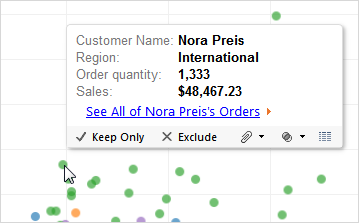 Customer Name: Nora Preis
Region: International
Order quantity: 1,333
Sales: $48,467.23
See All of Nora Preis's Orders
Keep Only Exclude